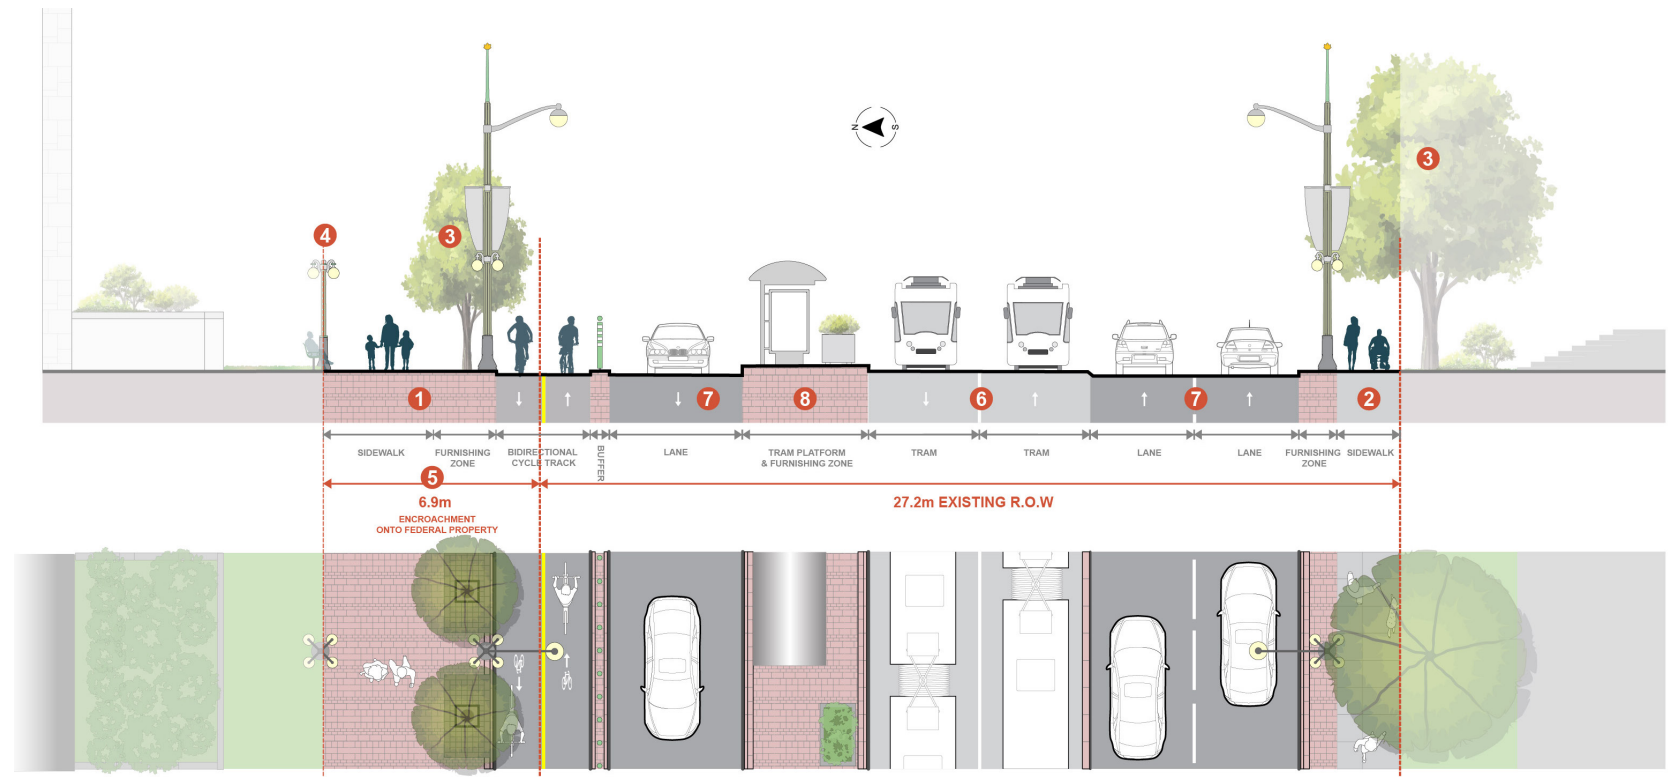 N
S
3
4
3
1
7
8
6
7
2
SIDEWALK
FURNISHING
ZONE
BIDIRECTIONAL
CYCLE TRACK
BUFFER
LANE
TRAM PLATFORM
& FURNISHING ZONE
TRAM
TRAM
LANE
LANE
FURNISHING
ZONE
SIDEWALK
5
6.9m
27.2m EXISTING R.O.W
ENCROACHMENT
ONTO FEDERAL PROPERTY